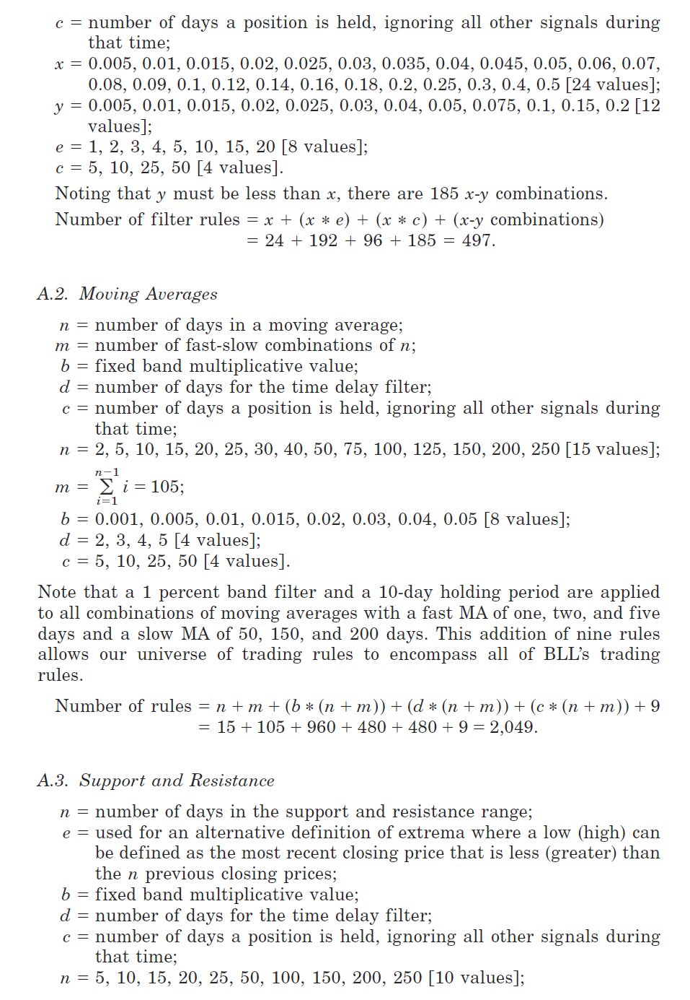 c = number of days a position is held, ignoring all other signals during
that time;
x = 0.005, 0.01, 0.015, 0.02, 0.025, 0.03, 0.035, 0.04, 0.045, 0.05, 0.06, 0.07,
0.08, 0.09, 0.1, 0.12, 0.14, 0.16, 0.18, 0.2, 0.25, 0.3, 0.4, 0.5 [24 values];
y = 0.005, 0.01, 0.015, 0.02, 0.025, 0.03, 0.04, 0.05, 0.075, 0.1, 0.15, 0.2 [12
values];
e = 1, 2, 3, 4, 5, 10, 15, 20 [8 values];
c = 5, 10, 25, 50 [4 values].
Noting that y must be less than x, there are 185 x-y combinations.
Number of filter rules = x + (x * e) + (x * c) + (x-y combinations)
= 24 + 192 + 96 + 185 = 497.
A.2. Moving Averages
n = number of days in a moving average;
m = number of fast-slow combinations of n;
b = fixed band multiplicative value;
d = number of days for the time delay filter;
c = number of days a position is held, ignoring all other signals during
that time;
n = 2, 5, 10, 15, 20, 25, 30, 40, 50, 75, 100, 125, 150, 200, 250 [15 values];
n−1
m = ∑ i = 105;
i=1
b = 0.001, 0.005, 0.01, 0.015, 0.02, 0.03, 0.04, 0.05 [8 values];
d = 2, 3, 4, 5 [4 values];
c = 5, 10, 25, 50 [4 values].
Note that a 1 percent band filter and a 10-day holding period are applied
to all combinations of moving averages with a fast MA of one, two, and five
days and a slow MA of 50, 150, and 200 days. This addition of nine rules
allows our universe of trading rules to encompass all of BLL's trading
rules.
Number of rules = n + m + (b * (n + m)) + (d * (n + m)) + (c * (n + m)) + 9
= 15 + 105 + 960 + 480 + 480 + 9 = 2,049.
A.3. Support and Resistance
n = number of days in the support and resistance range;
e = used for an alternative definition of extrema where a low (high) can
be defined as the most recent closing price that is less (greater) than
the n previous closing prices;
b = fixed band multiplicative value;
d = number of days for the time delay filter;
c = number of days a position is held, ignoring all other signals during
that time;
n = 5, 10, 15, 20, 25, 50, 100, 150, 200, 250 [10 values];